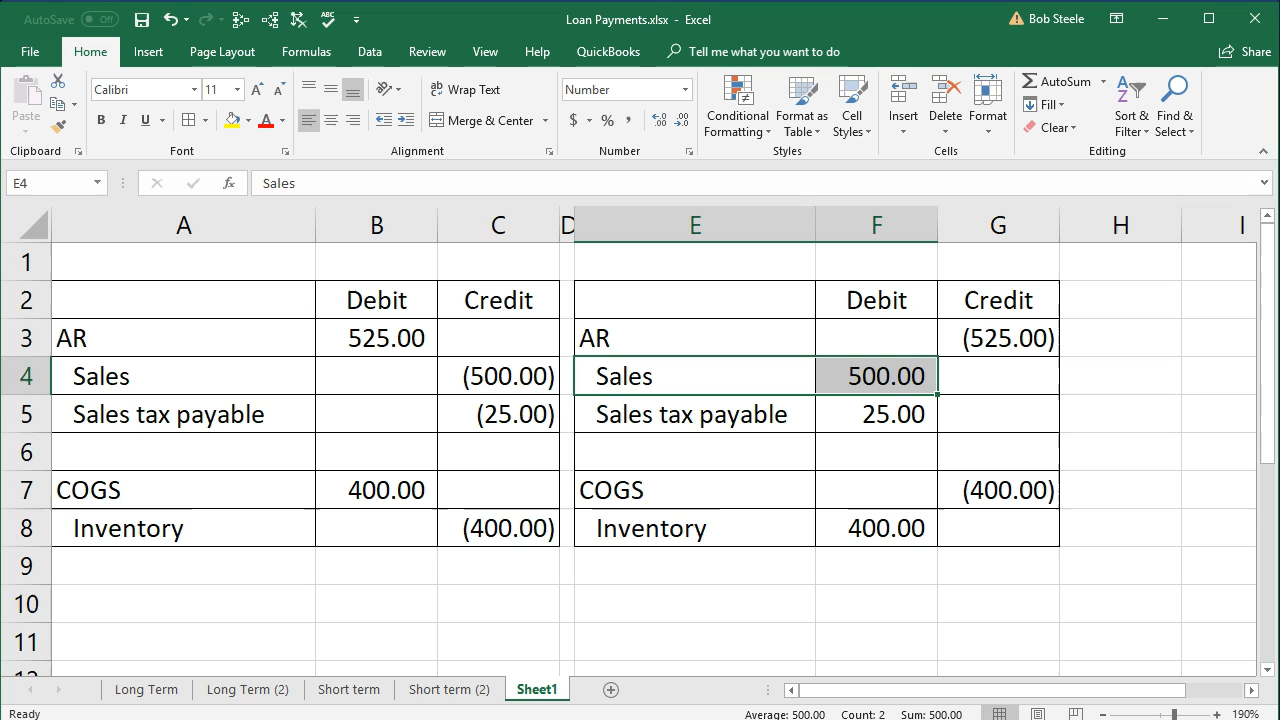 AutoSave Off Loan Payments.xlsx - Excel Bob Steele
File Home Insert Page Layout Formulas Data Review View Help QuickBooks Tell me what you want to do Share
Paste Calibri 11 A A ab Wrap Text Number Conditional Formatting Format as Table Cell Styles Insert Delete Format AutoSum Fill Clear Sort & Filter Find & Select
B I U A Merge & Center $ % , .00
Clipboard Font Alignment Number Styles Cells Editing
E4 fx Sales
A B C D E F G H I
1
2 Debit Credit Debit Credit
3 AR 525.00 AR (525.00)
4 Sales (500.00) Sales 500.00
5 Sales tax payable (25.00) Sales tax payable 25.00
6
7 COGS 400.00 COGS (400.00)
8 Inventory (400.00) Inventory 400.00
9
10
11
12
Long Term Long Term (2) Short term Short term (2) Sheet1
Ready Average: 500.00 Count: 2 Sum: 500.00 190%